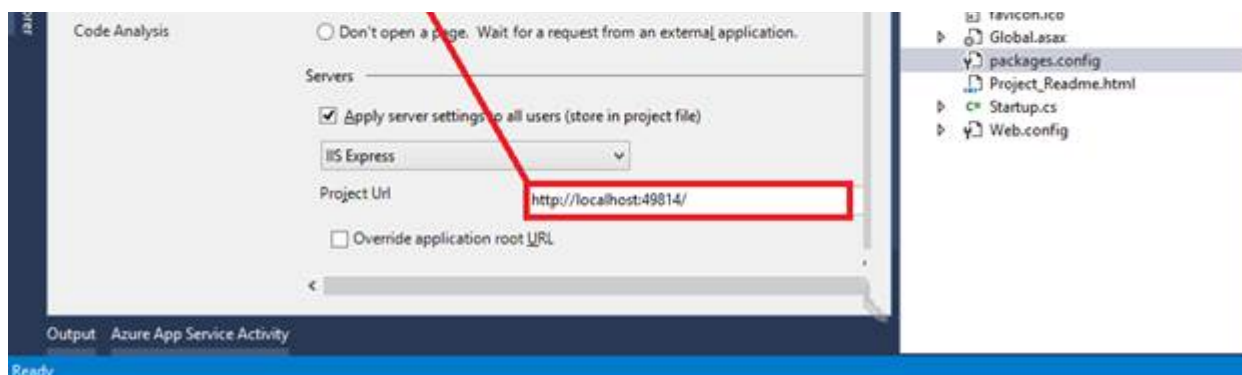 orer
Code Analysis
Don't open a page. Wait for a request from an external application.
Servers
Apply server settings to all users (store in project file)
IIS Express
Project Url
http://localhost:49814/
Override application root URL
Output Azure App Service Activity
Ready
favicon.ico
Global.asax
packages.config
Project_Readme.html
C# Startup.cs
Web.config